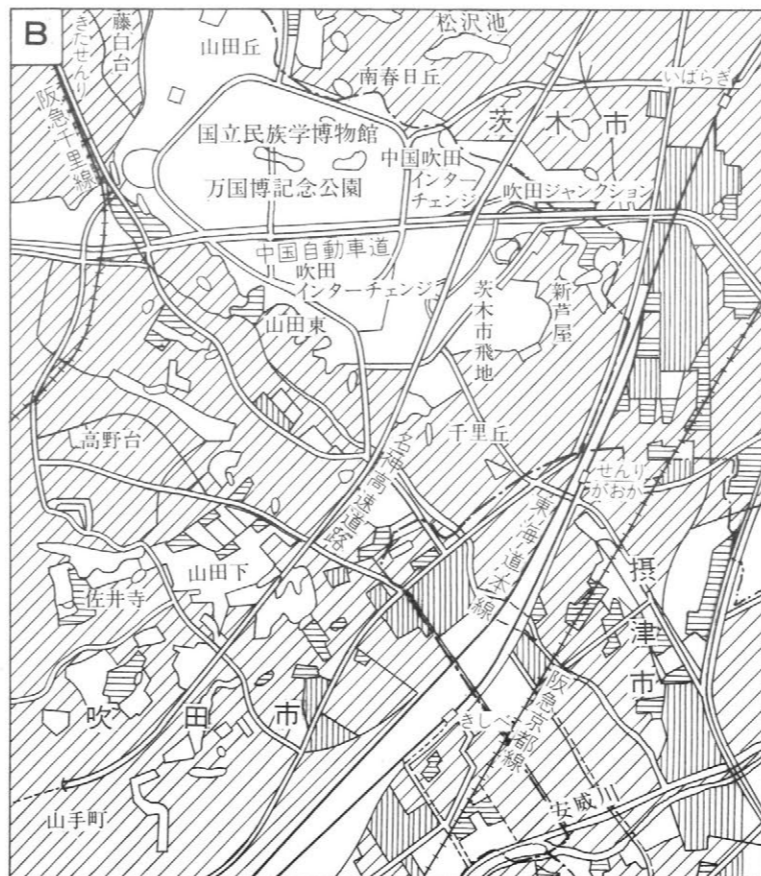 B
藤白台
きたせんり
山田丘
松沢池
南春日丘
いばらぎ
阪急千里線
国立民族学博物館
茨木市
中国吹田
インター
チェンジ
万国博記念公園
吹田ジャンクション
中国自動車道
吹田
インターチェンジ
山田東
茨木市飛地
新芦屋
高野台
千里丘
名神高速道路
せんり
がおか
東海道本線
山田下
佐井寺
摂津市
吹田市
きしべ
阪急京都線
安威川
山手町